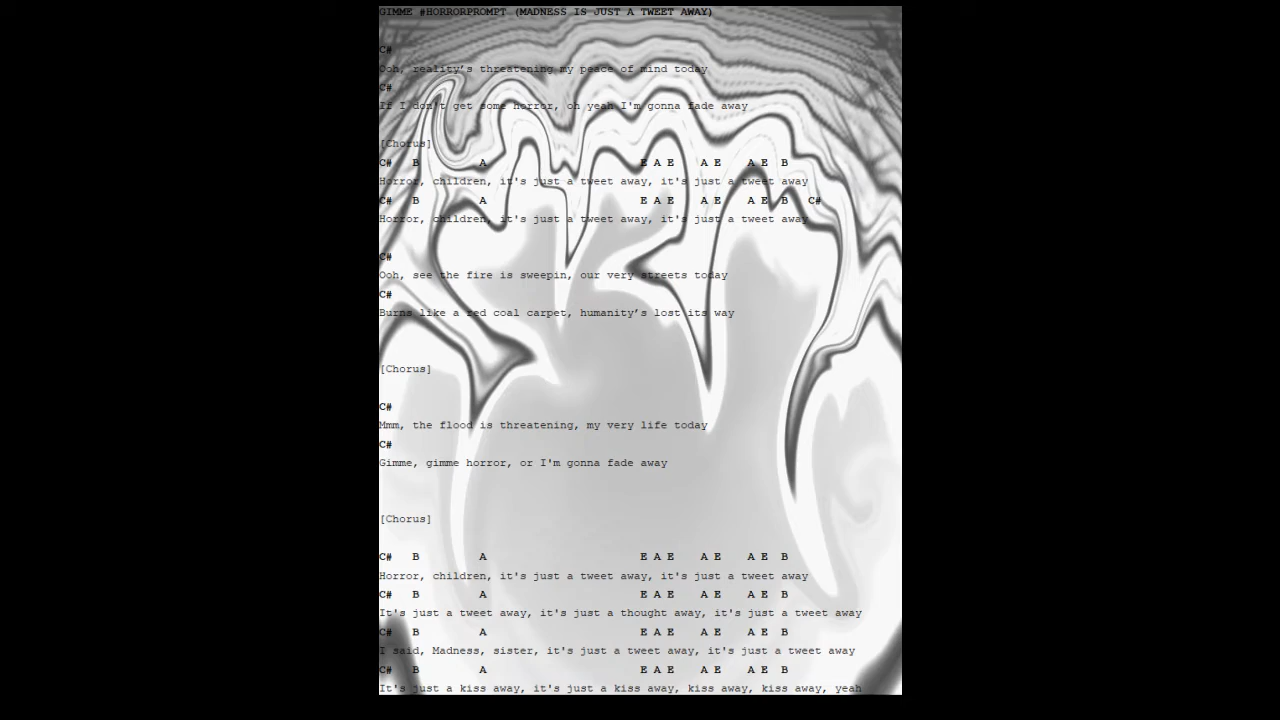 GIMME #HORRORPROMPT (MADNESS IS JUST A TWEET AWAY)
C#
Ooh, reality’s threatening my peace of mind today
C#
If I don't get some horror, oh yeah I'm gonna fade away
[Chorus]
C# B A E A E A E A E B
Horror, children, it's just a tweet away, it's just a tweet away
C# B A E A E A E A E B C#
Horror, children, it's just a tweet away, it's just a tweet away
C#
Ooh, see the fire is sweepin, our very streets today
C#
Burns like a red coal carpet, humanity’s lost its way
[Chorus]
C#
Mmm, the flood is threatening, my very life today
C#
Gimme, gimme horror, or I'm gonna fade away
[Chorus]
C# B A E A E A E A E B
Horror, children, it's just a tweet away, it's just a tweet away
C# B A E A E A E A E B
It's just a tweet away, it's just a thought away, it's just a tweet away
C# B A E A E A E A E B
I said, Madness, sister, it's just a tweet away, it's just a tweet away
C# B A E A E A E A E B
It's just a kiss away, it's just a kiss away, kiss away, kiss away, yeah